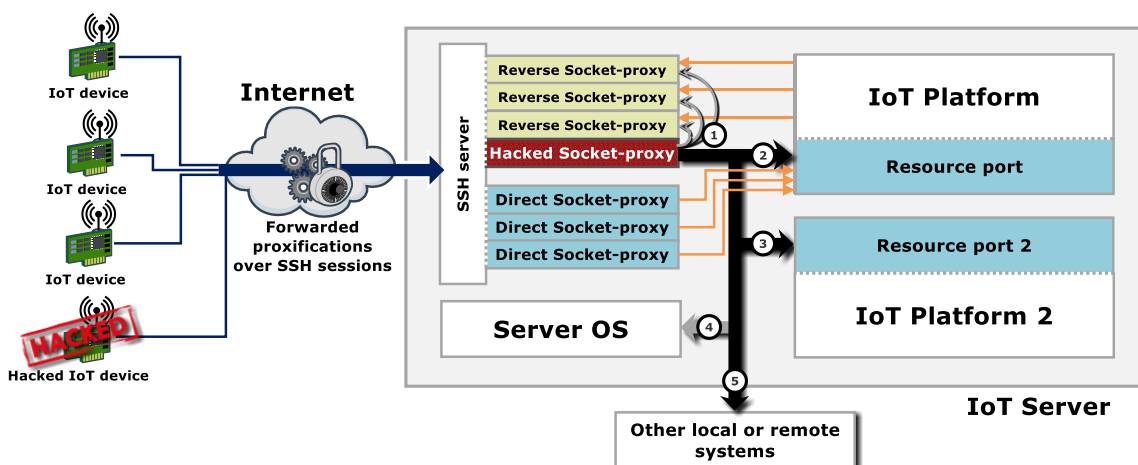 IoT device
IoT device
IoT device
HACKED
Hacked IoT device
Internet
Forwarded
proxifications
over SSH sessions
SSH server
Reverse Socket-proxy
Reverse Socket-proxy
Reverse Socket-proxy
Hacked Socket-proxy
Direct Socket-proxy
Direct Socket-proxy
Direct Socket-proxy
1
2
3
4
5
IoT Platform
Resource port
Resource port 2
IoT Platform 2
Server OS
IoT Server
Other local or remote
systems